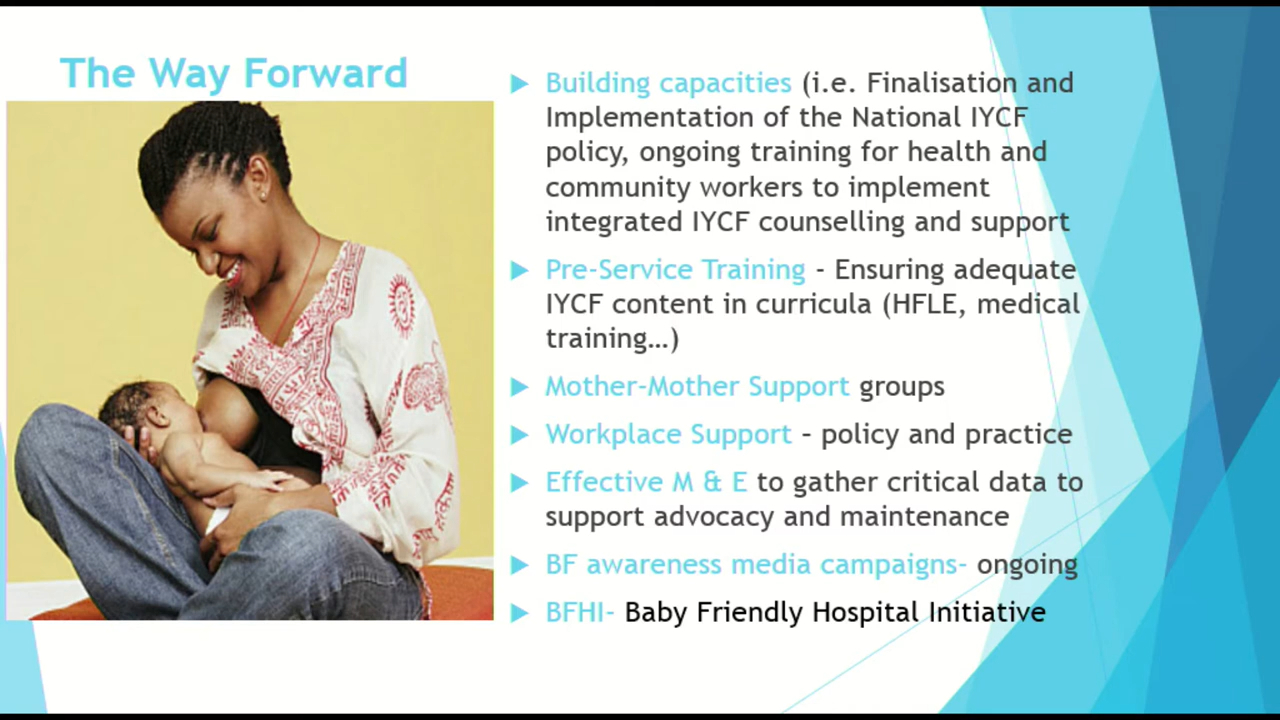 The Way Forward
Building capacities (i.e. Finalisation and
Implementation of the National IYCF
policy, ongoing training for health and
community workers to implement
integrated IYCF counselling and support
Pre-Service Training - Ensuring adequate
IYCF content in curricula (HFLE, medical
training…)
Mother-Mother Support groups
Workplace Support – policy and practice
Effective M & E to gather critical data to
support advocacy and maintenance
BF awareness media campaigns- ongoing
BFHI- Baby Friendly Hospital Initiative